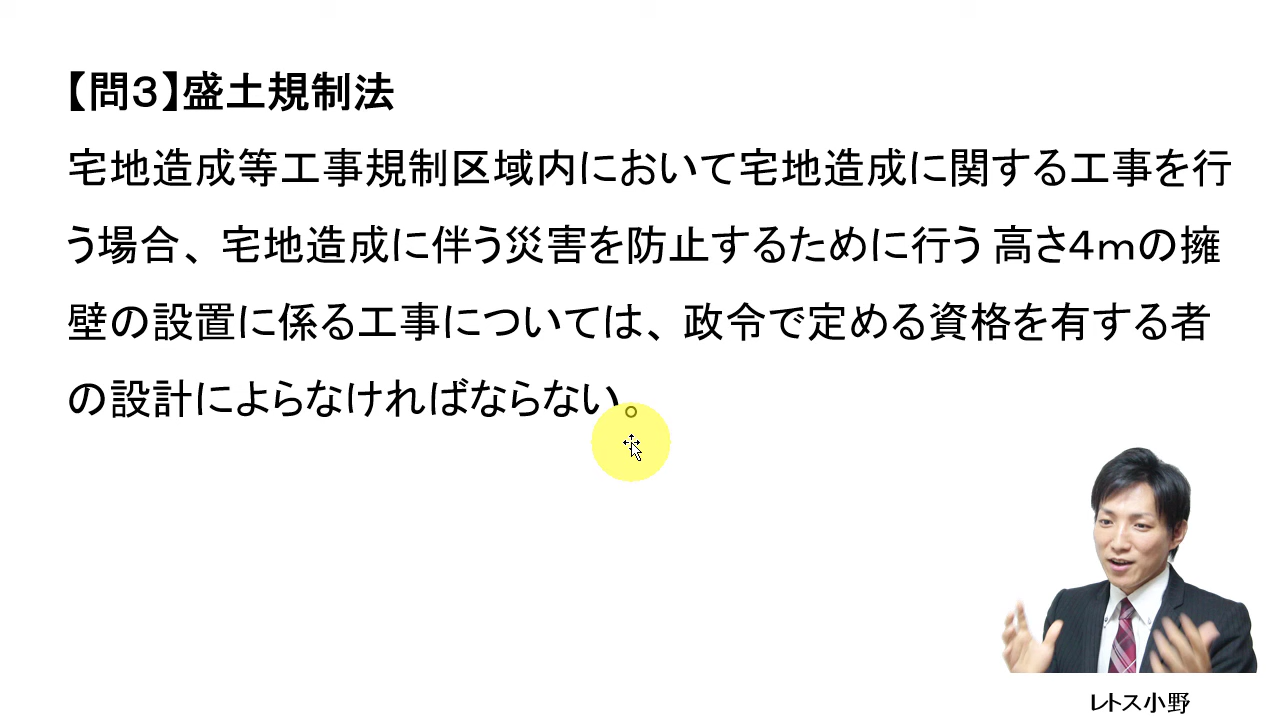 【問３】盛土規制法
宅地造成等工事規制区域内において宅地造成に関する工事を行
う場合、宅地造成に伴う災害を防止するために行う 高さ４ｍの擁
壁の設置に係る工事については、政令で定める資格を有する者
の設計によらなければならない。
レトス小野